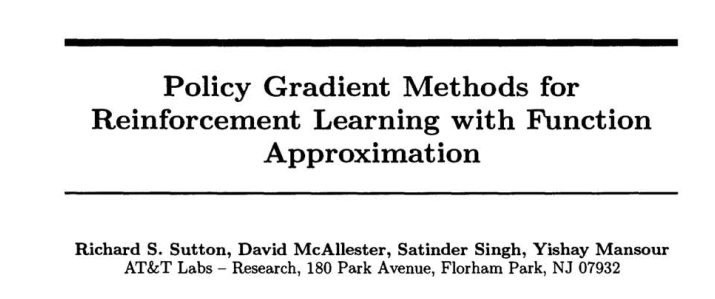 Policy Gradient Methods for
Reinforcement Learning with Function
Approximation
Richard S. Sutton, David McAllester, Satinder Singh, Yishay Mansour
AT&T Labs – Research, 180 Park Avenue, Florham Park, NJ 07932